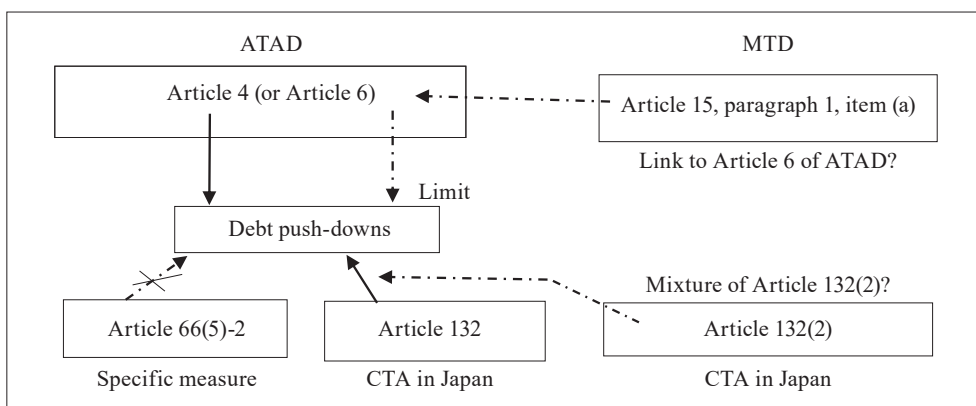 ATAD
MTD
Article 4 (or Article 6)
Article 15, paragraph 1, item (a)
Link to Article 6 of ATAD?
Limit
Debt push-downs
Mixture of Article 132(2)?
Article 66(5)-2
Article 132
Article 132(2)
Specific measure
CTA in Japan
CTA in Japan